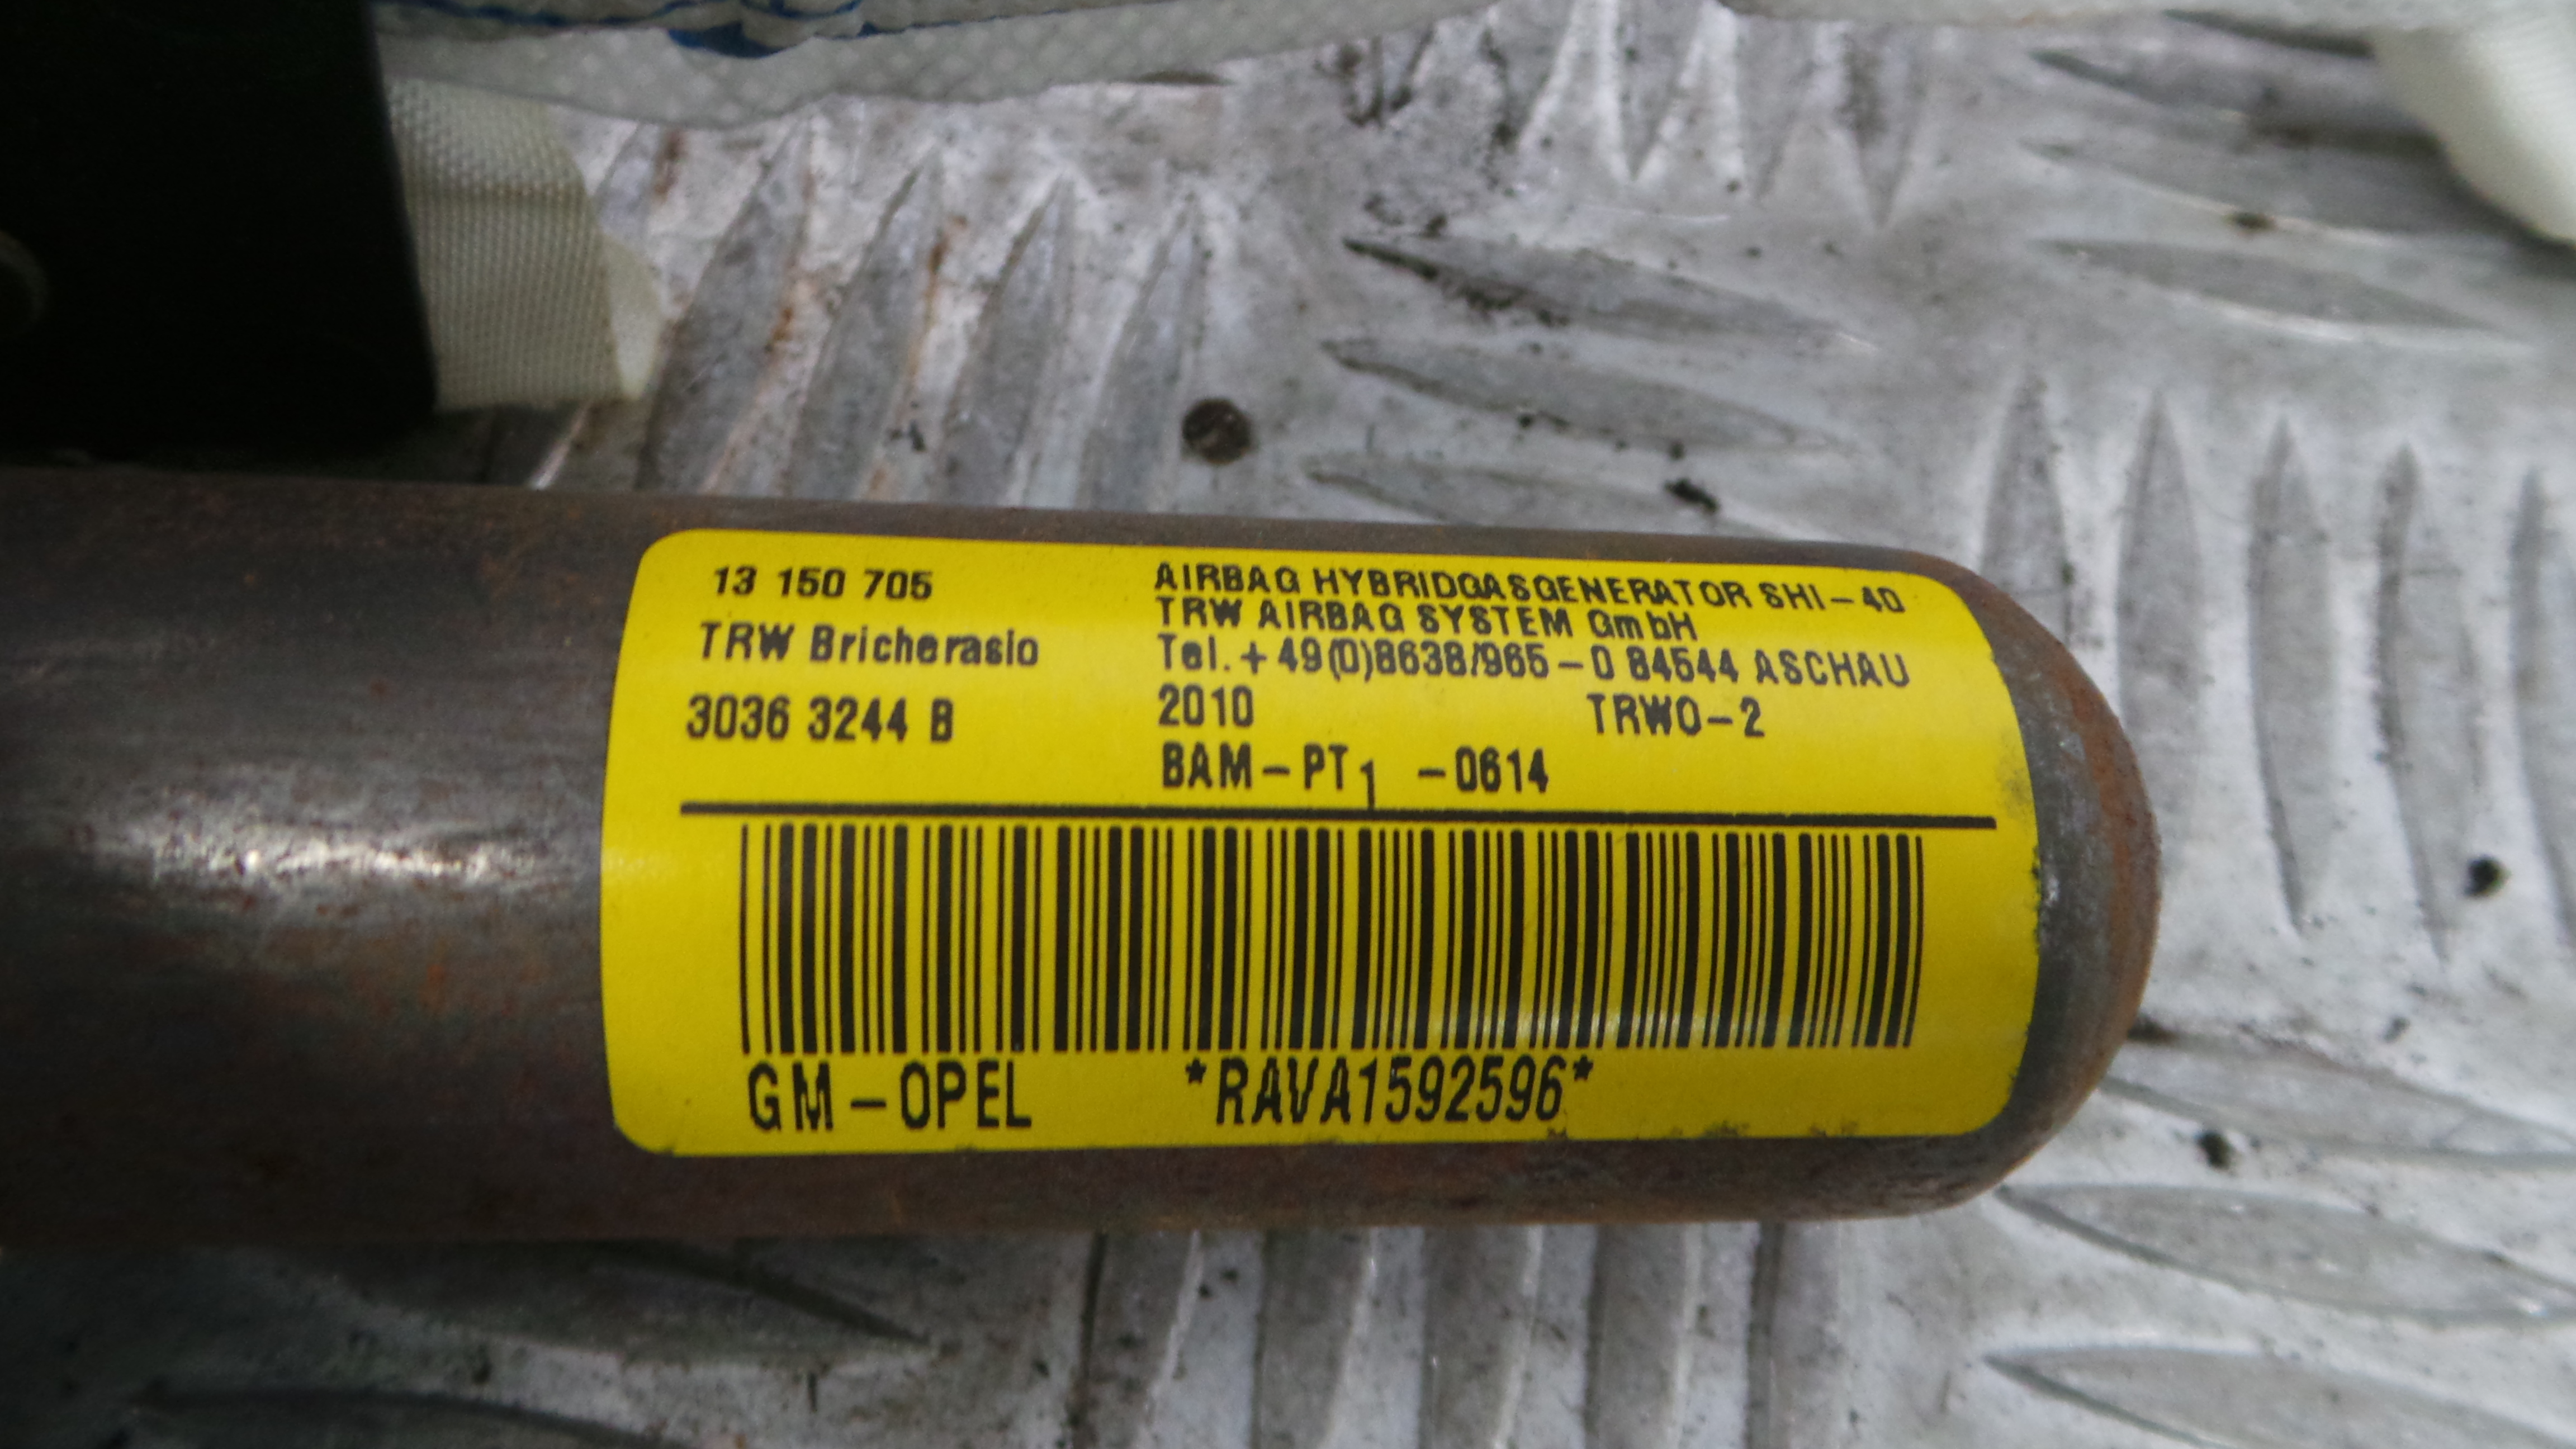 13 150 705
TRW Bricherasio
3036 3244 B
AIRBAG HYBRIDGASGENERATOR SHI-40
TRW AIRBAG SYSTEM GmbH
Tel.+49(0)8638/965-0 84544 ASCHAU
2010 TRW0-2
BAM-PT1 -0614
GM-OPEL *RAVA1592596*